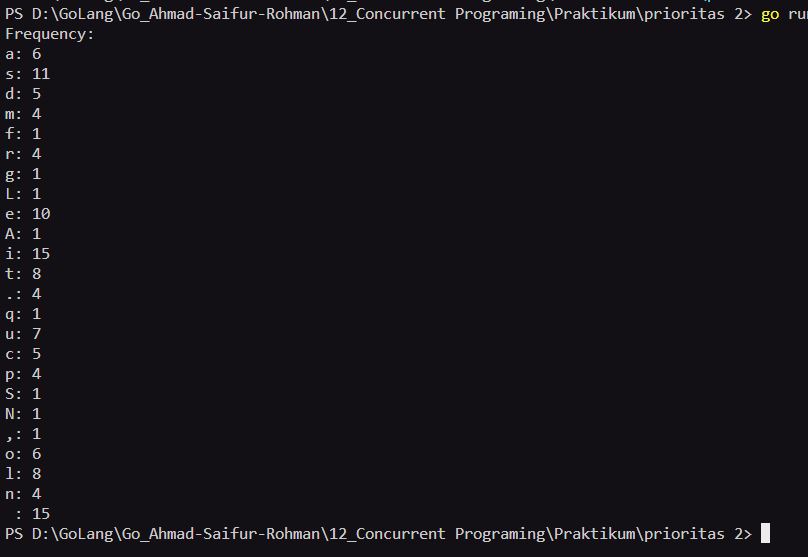 PS D:\GoLang\Go_Ahmad-Saifur-Rohman\12_Concurrent Programing\Praktikum\prioritas 2> go ru
Frequency:
a: 6
s: 11
d: 5
m: 4
f: 1
r: 4
g: 1
L: 1
e: 10
A: 1
i: 15
t: 8
.: 4
q: 1
u: 7
c: 5
p: 4
S: 1
N: 1
,: 1
o: 6
l: 8
n: 4
 : 15
PS D:\GoLang\Go_Ahmad-Saifur-Rohman\12_Concurrent Programing\Praktikum\prioritas 2>